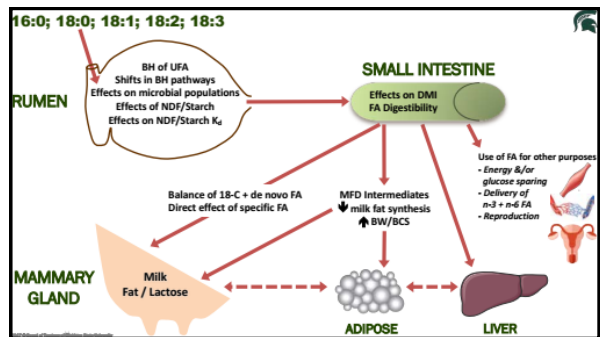 16:0; 18:0; 18:1; 18:2; 18:3
RUMEN
BH of UFA
Shifts in BH pathways
Effects on microbial populations
Effects of NDF/Starch
Effects on NDF/Starch Kd
SMALL INTESTINE
Effects on DMI
FA Digestibility
Use of FA for other purposes
- Energy &/or
glucose sparing
- Delivery of
n-3 + n-6 FA
- Reproduction
Balance of 18-C + de novo FA
Direct effect of specific FA
MFD Intermediates
milk fat synthesis
BW/BCS
MAMMARY
GLAND
Milk
Fat / Lactose
ADIPOSE
LIVER